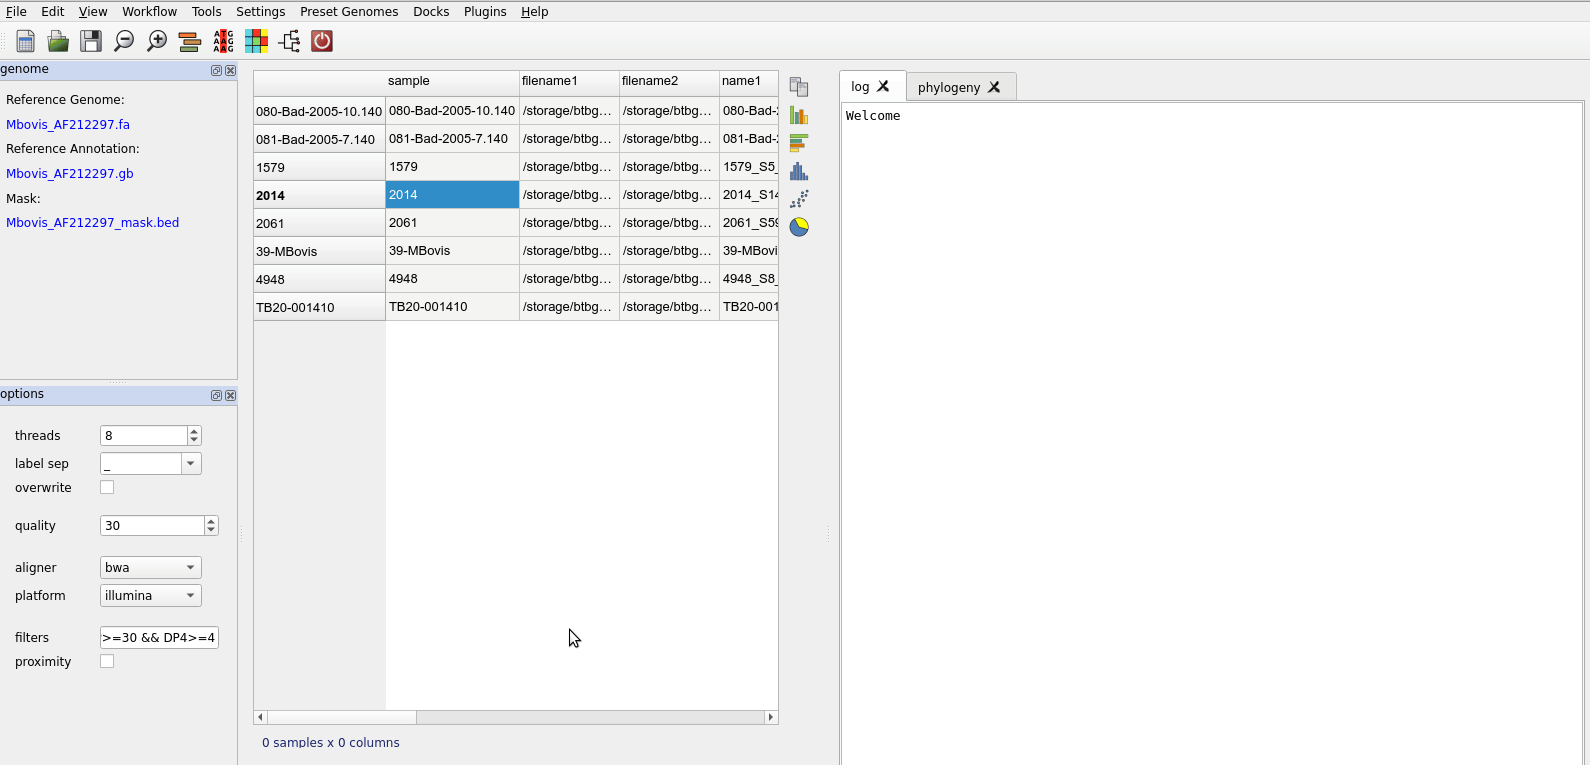 File Edit View Workflow Tools Settings Preset Genomes Docks Plugins Help
genome
Reference Genome:
Mbovis_AF212297.fa
Reference Annotation:
Mbovis_AF212297.gb
Mask:
Mbovis_AF212297_mask.bed
options
threads 8
label sep _
overwrite
quality 30
aligner bwa
platform illumina
filters >=30 && DP4>=4
proximity
sample filename1 filename2 name1
080-Bad-2005-10.140 080-Bad-2005-10.140 /storage/btbg... /storage/btbg... 080-Bad-
081-Bad-2005-7.140 081-Bad-2005-7.140 /storage/btbg... /storage/btbg... 081-Bad-
1579 1579 /storage/btbg... /storage/btbg... 1579_S5_
2014 2014 /storage/btbg... /storage/btbg... 2014_S14
2061 2061 /storage/btbg... /storage/btbg... 2061_S59
39-MBovis 39-MBovis /storage/btbg... /storage/btbg... 39-MBovi
4948 4948 /storage/btbg... /storage/btbg... 4948_S8_
TB20-001410 TB20-001410 /storage/btbg... /storage/btbg... TB20-001
0 samples x 0 columns
log phylogeny
Welcome